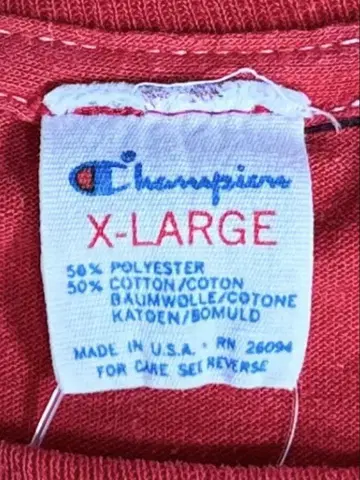 Champion
X-LARGE
50% POLYESTER
50% COTTON/COTON
BAUMWOLLE/COTONE
KATOEN/BOMULD
MADE IN U.S.A. · RN 26094
FOR CARE SEE REVERSE